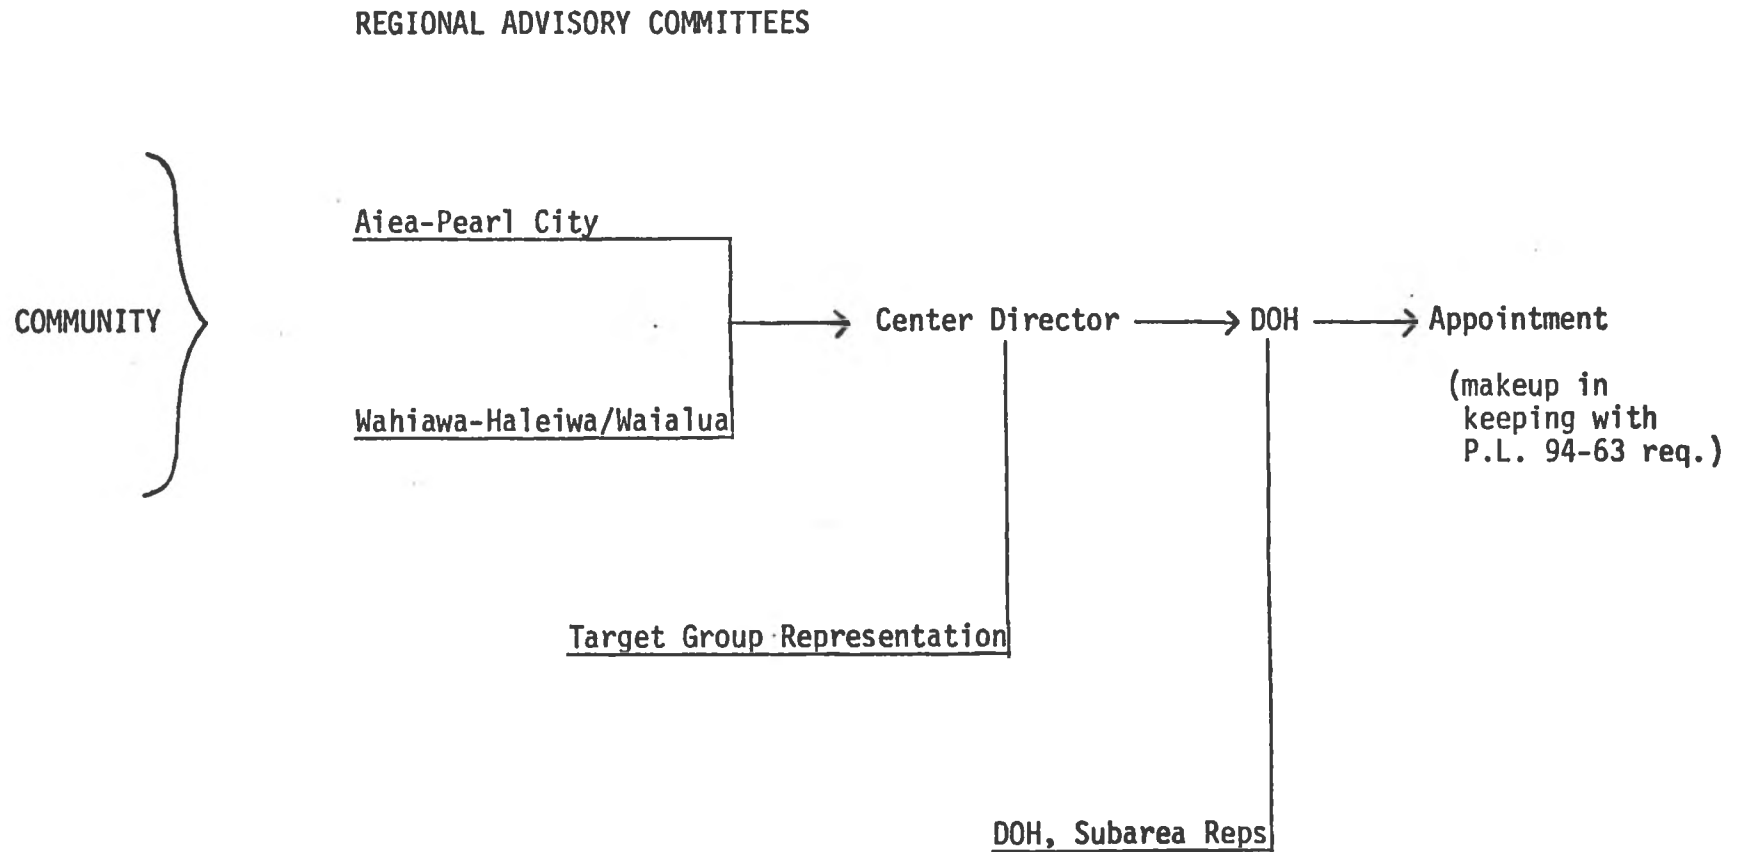 REGIONAL ADVISORY COMMITTEES
Aiea-Pearl City
COMMUNITY
Center Director
DOH
Appointment
(makeup in
keeping with
P.L. 94-63 req.)
Wahiawa-Haleiwa/Waialua
Target Group Representation
DOH, Subarea Reps